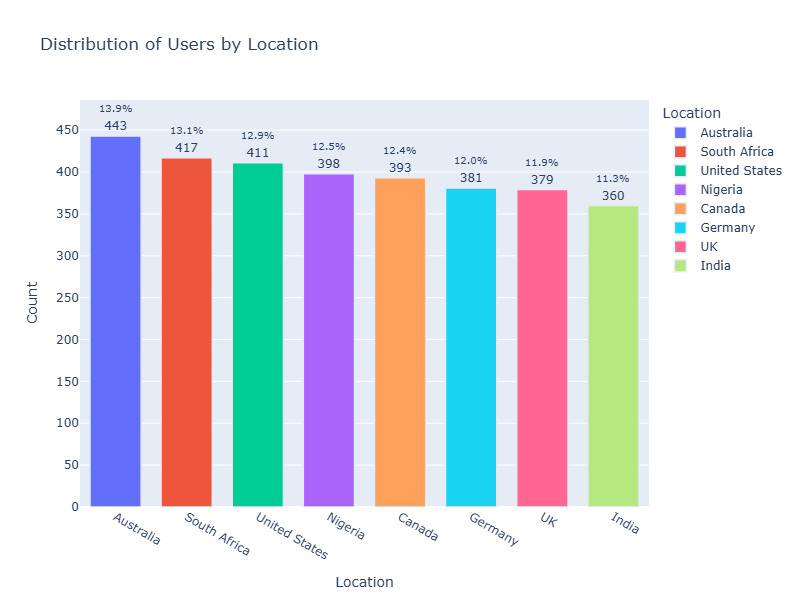 Distribution of Users by Location
13.9%
443
13.1%
417
12.9%
411
12.5%
398
12.4%
393
12.0%
381
11.9%
379
11.3%
360
Count
450
400
350
300
250
200
150
100
50
0
Australia
South Africa
United States
Nigeria
Canada
Germany
UK
India
Location
Location
Australia
South Africa
United States
Nigeria
Canada
Germany
UK
India